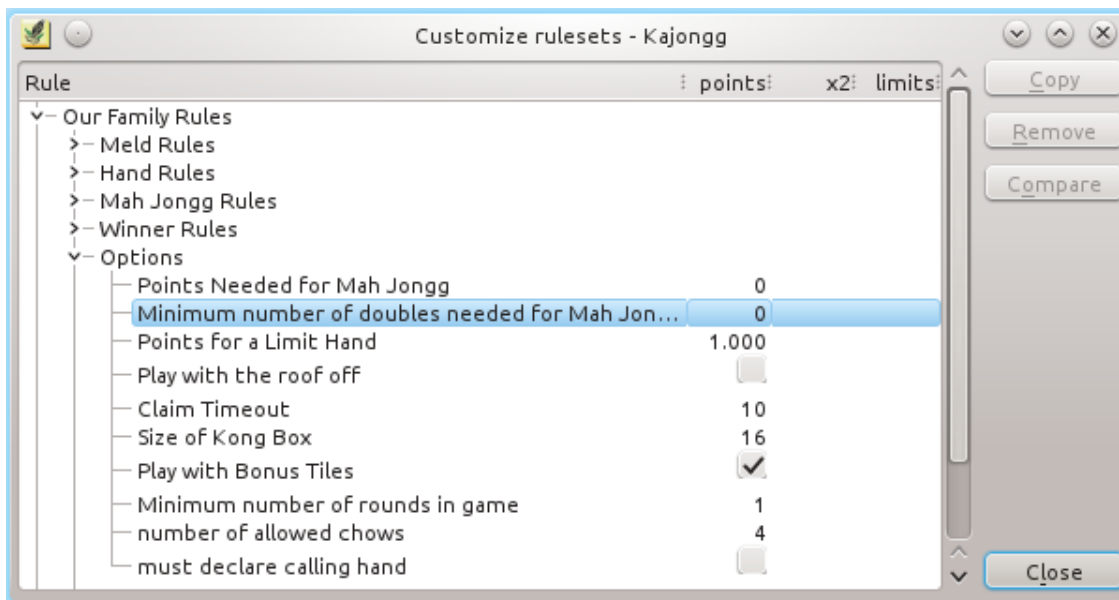 Customize rulesets - Kajongg
Rule points x2 limits
Our Family Rules
Meld Rules
Hand Rules
Mah Jongg Rules
Winner Rules
Options
Points Needed for Mah Jongg 0
Minimum number of doubles needed for Mah Jon... 0
Points for a Limit Hand 1.000
Play with the roof off
Claim Timeout 10
Size of Kong Box 16
Play with Bonus Tiles
Minimum number of rounds in game 1
number of allowed chows 4
must declare calling hand
Copy
Remove
Compare
Close